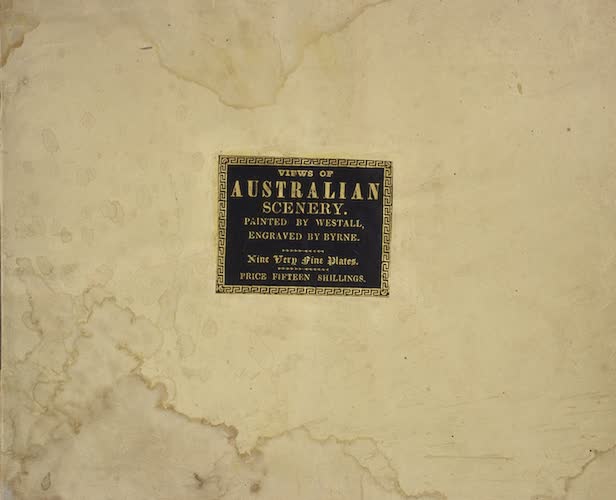 VIEWS OF
AUSTRALIAN
SCENERY.
PAINTED BY WESTALL,
ENGRAVED BY BYRNE.
Nine Very Fine Plates.
PRICE FIFTEEN SHILLINGS.